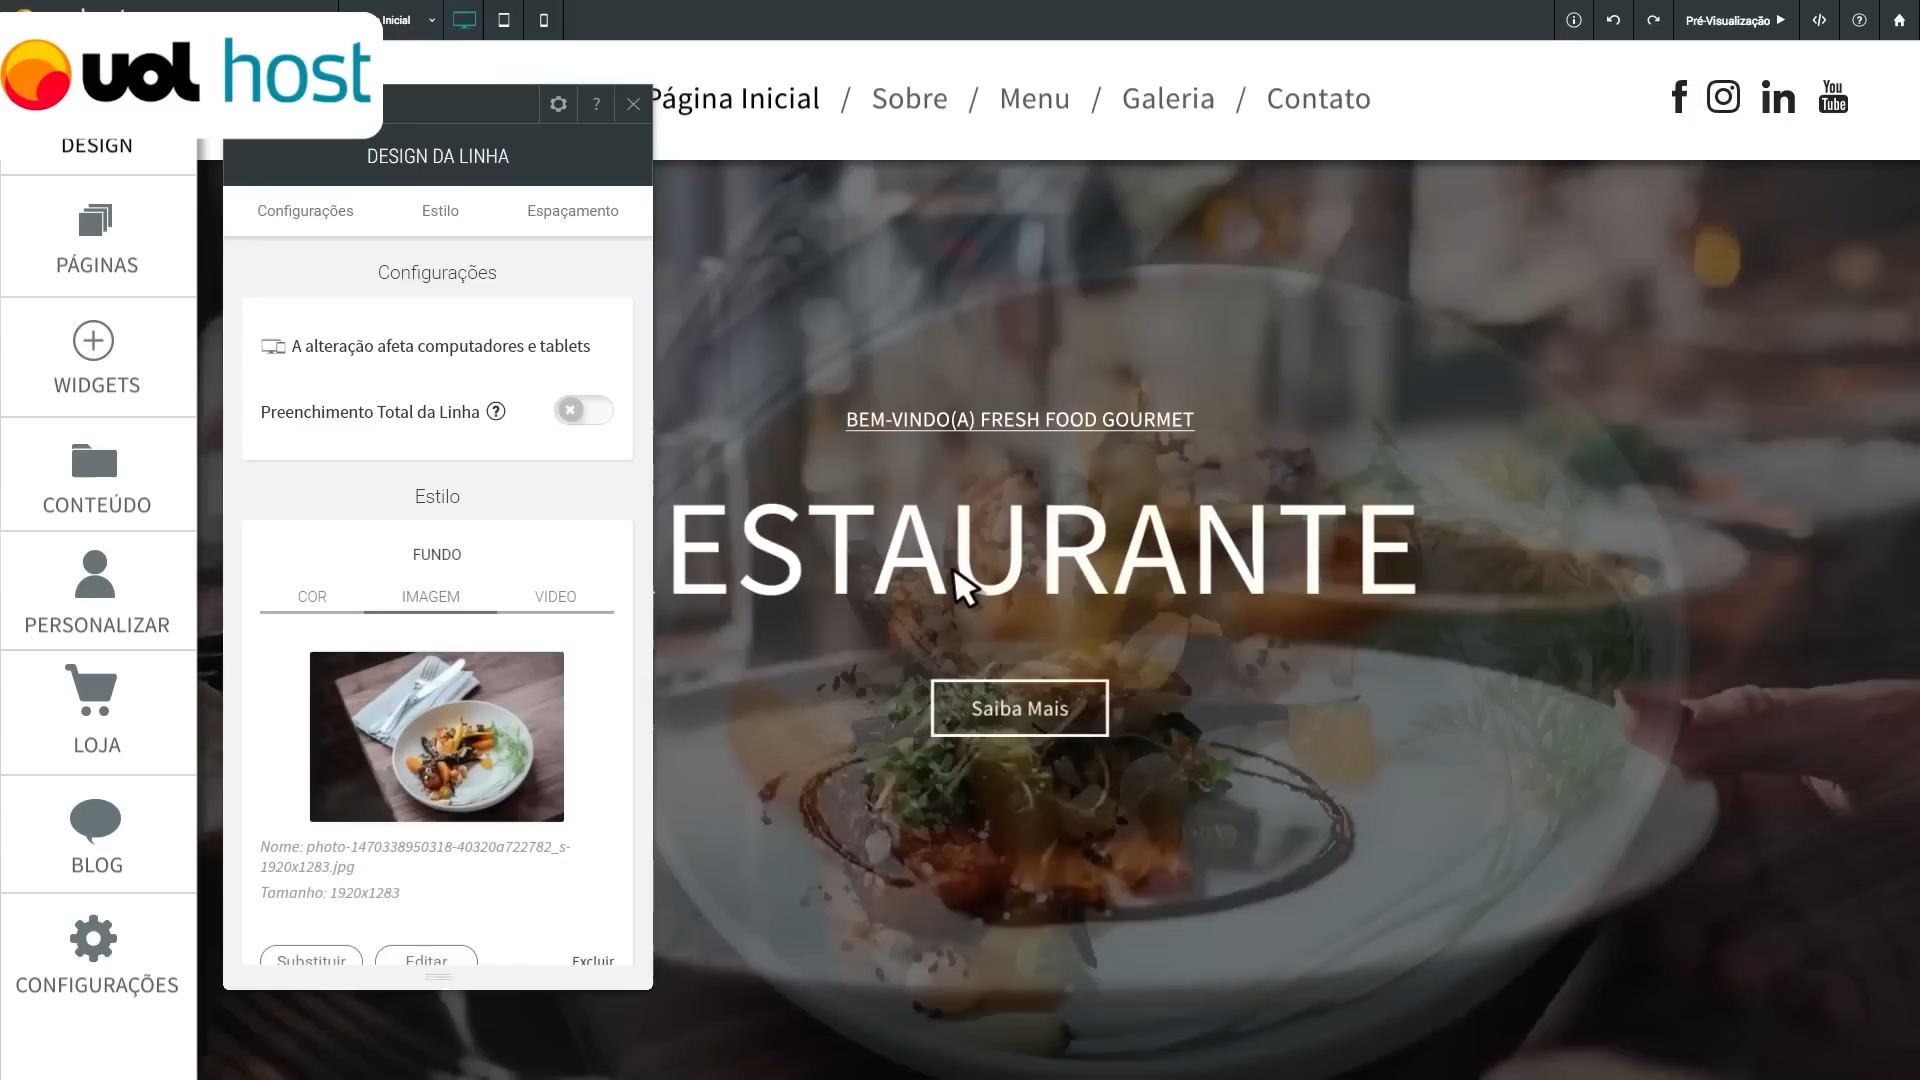 Inicial
Pré-Visualização
</>
?
uol host
?
Página Inicial / Sobre / Menu / Galeria / Contato
f
in
You
Tube
DESIGN
PÁGINAS
WIDGETS
CONTEÚDO
PERSONALIZAR
LOJA
BLOG
CONFIGURAÇÕES
DESIGN DA LINHA
Configurações Estilo Espaçamento
Configurações
A alteração afeta computadores e tablets
Preenchimento Total da Linha ?
Estilo
FUNDO
COR IMAGEM VIDEO
Nome: photo-1470338950318-40320a722782_s-
1920x1283.jpg
Tamanho: 1920x1283
Substituir Editar Excluir
BEM-VINDO(A) FRESH FOOD GOURMET
ESTAURANTE
Saiba Mais